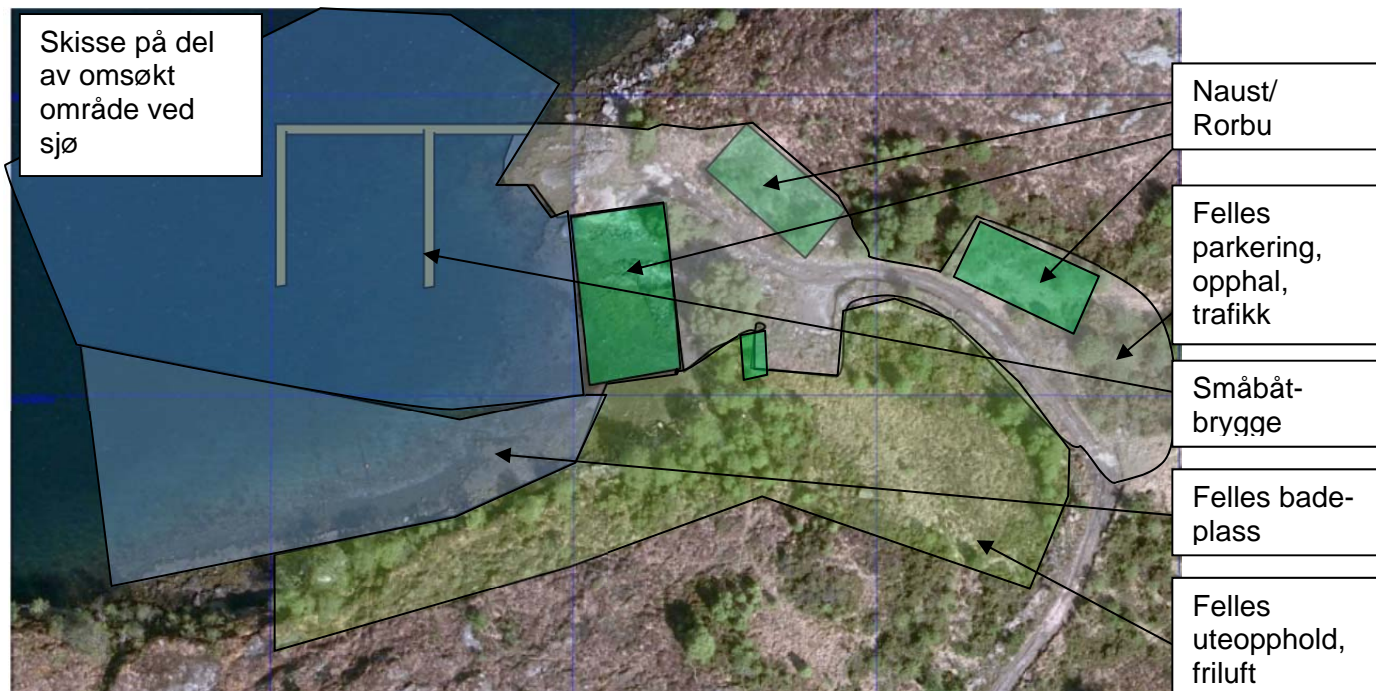 Skisse på del
av omsøkt
område ved
sjø
Naust/
Rorbu
Felles
parkering,
opphal,
trafikk
Småbåt-
brygge
Felles bade-
plass
Felles
uteopphold,
friluft